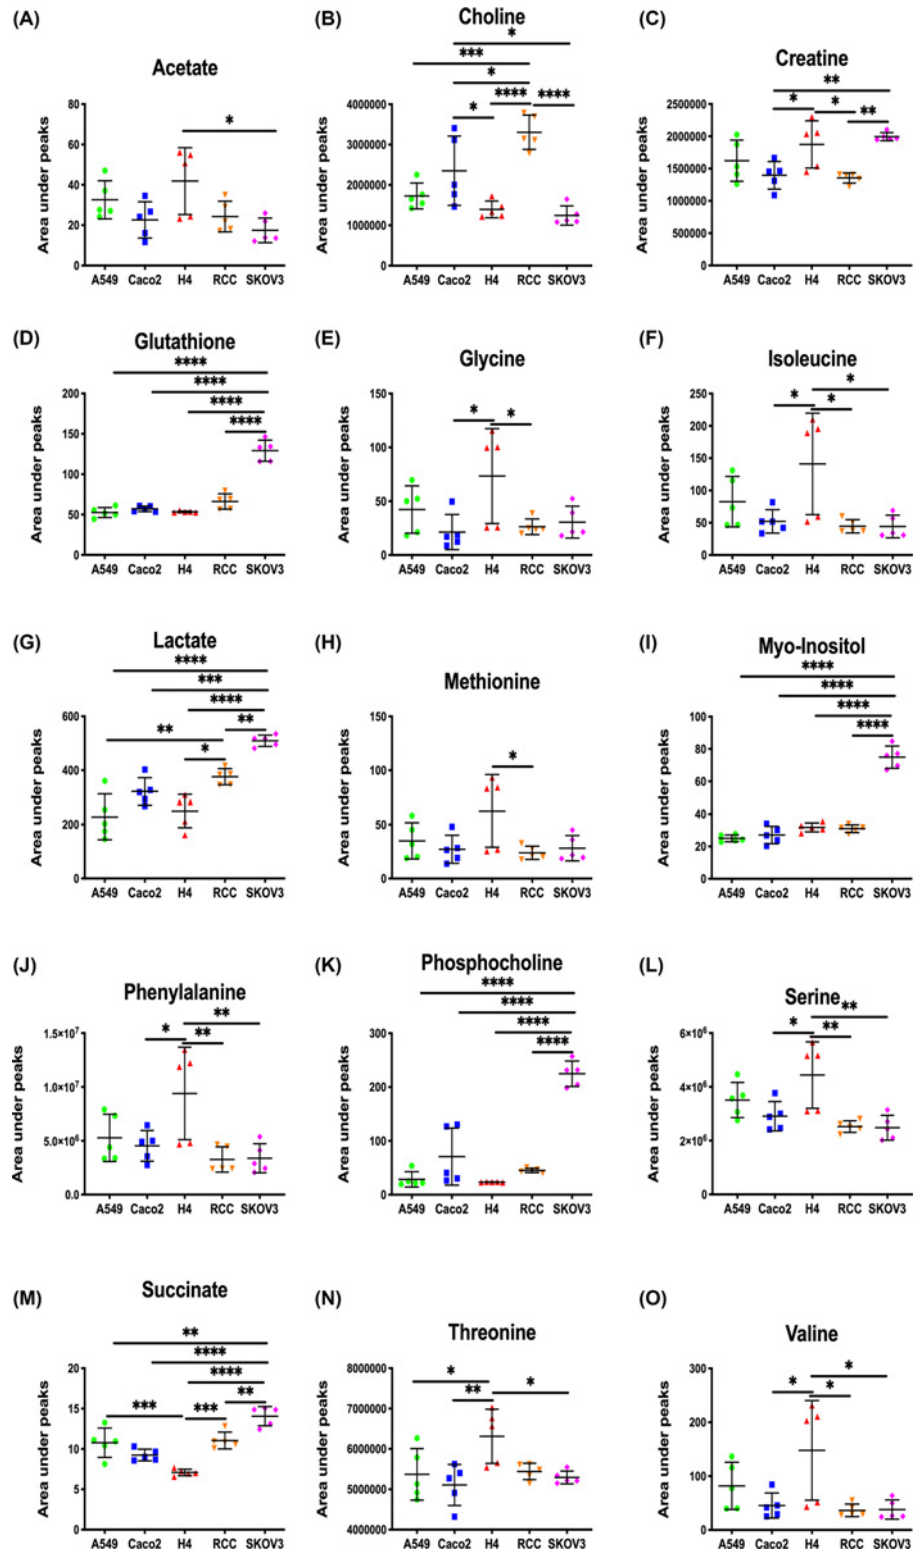 (A)
Acetate
*
Area under peaks
80
60
40
20
0
A549 Caco2 H4 RCC SKOV3
(B)
Choline
*
***
*
* **** ****
Area under peaks
4000000
3000000
2000000
1000000
0
A549 Caco2 H4 RCC SKOV3
(C)
Creatine
**
* *
**
Area under peaks
2500000
2000000
1500000
1000000
500000
0
A549 Caco2 H4 RCC SKOV3
(D)
Glutathione
****
****
****
****
Area under peaks
200
150
100
50
0
A549 Caco2 H4 RCC SKOV3
(E)
Glycine
* *
Area under peaks
150
100
50
0
A549 Caco2 H4 RCC SKOV3
(F)
Isoleucine
*
* *
Area under peaks
250
200
150
100
50
0
A549 Caco2 H4 RCC SKOV3
(G)
Lactate
****
***
****
** **
*
Area under peaks
600
400
200
0
A549 Caco2 H4 RCC SKOV3
(H)
Methionine
*
Area under peaks
150
100
50
0
A549 Caco2 H4 RCC SKOV3
(I)
Myo-Inositol
****
****
****
****
Area under peaks
100
80
60
40
20
0
A549 Caco2 H4 RCC SKOV3
(J)
Phenylalanine
**
* **
Area under peaks
1.5×10⁷
1.0×10⁷
5.0×10⁶
0.0
A549 Caco2 H4 RCC SKOV3
(K)
Phosphocholine
****
****
****
****
Area under peaks
300
200
100
0
A549 Caco2 H4 RCC SKOV3
(L)
Serine
**
* **
Area under peaks
6×10⁶
4×10⁶
2×10⁶
0
A549 Caco2 H4 RCC SKOV3
(M)
Succinate
**
****
****
**
*** ***
Area under peaks
20
15
10
5
0
A549 Caco2 H4 RCC SKOV3
(N)
Threonine
*
** *
Area under peaks
7000000
6000000
5000000
4000000
A549 Caco2 H4 RCC SKOV3
(O)
Valine
*
* *
Area under peaks
300
200
100
0
A549 Caco2 H4 RCC SKOV3